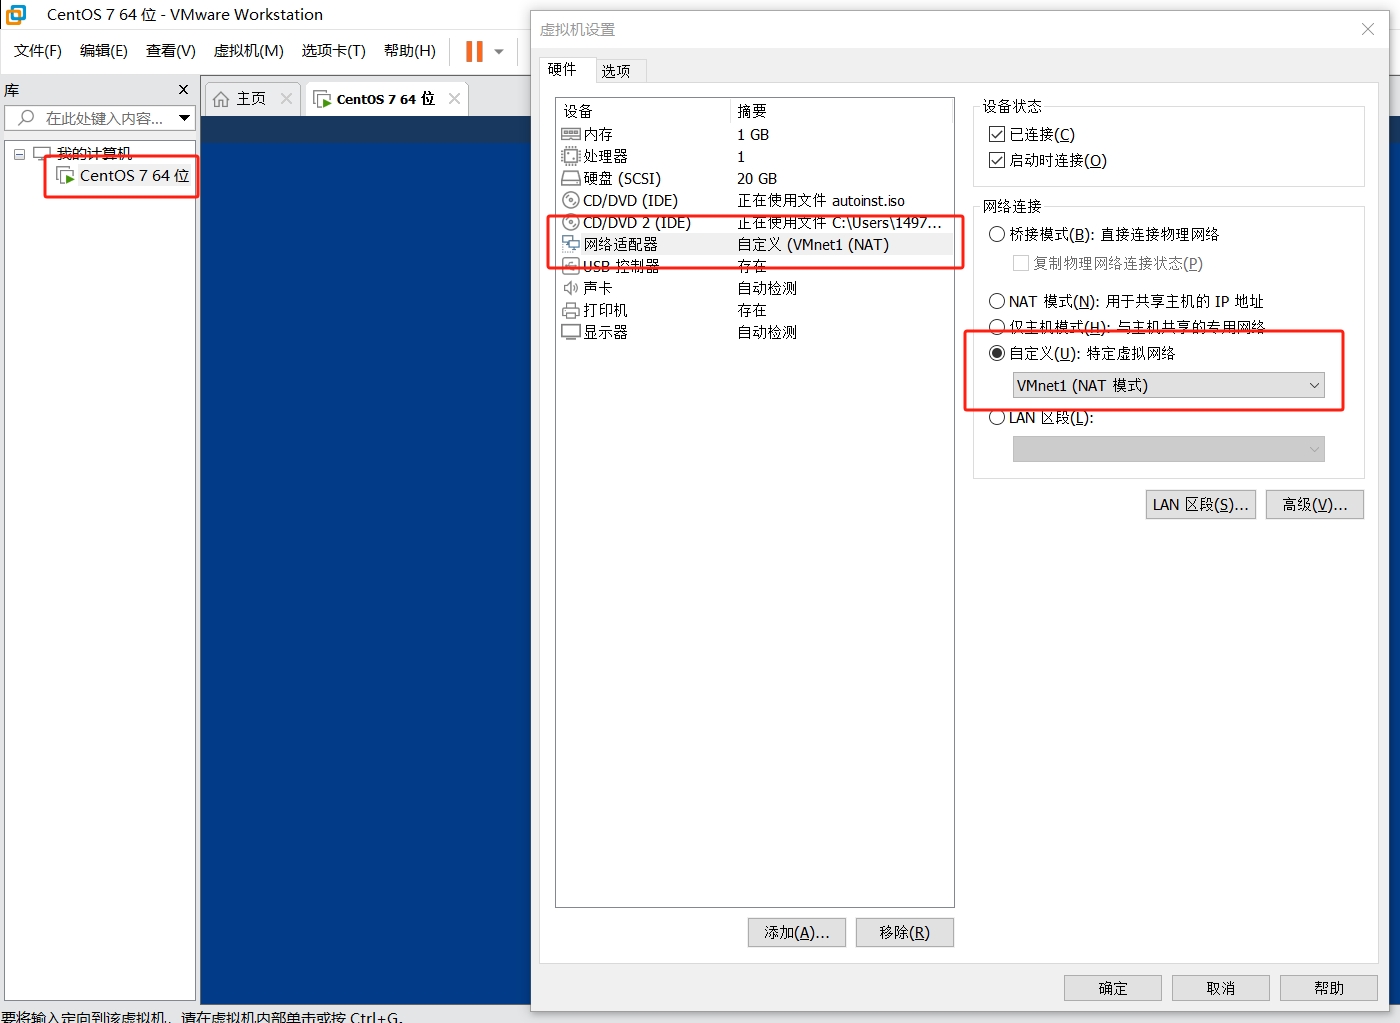 CentOS 7 64 位 - VMware Workstation
文件(F) 编辑(E) 查看(V) 虚拟机(M) 选项卡(T) 帮助(H)
库
在此处键入内容...
我的计算机
CentOS 7 64 位
主页
CentOS 7 64 位
虚拟机设置
硬件 选项
设备 摘要
内存 1 GB
处理器 1
硬盘 (SCSI) 20 GB
CD/DVD (IDE) 正在使用文件 autoinst.iso
CD/DVD 2 (IDE) 正在使用文件 C:\Users\1497...
网络适配器 自定义 (VMnet1 (NAT)
USB 控制器 存在
声卡 自动检测
打印机 存在
显示器 自动检测
添加(A)... 移除(R)
设备状态
已连接(C)
启动时连接(O)
网络连接
桥接模式(B): 直接连接物理网络
复制物理网络连接状态(P)
NAT 模式(N): 用于共享主机的 IP 地址
仅主机模式(H): 与主机共享的专用网络
自定义(U): 特定虚拟网络
VMnet1 (NAT 模式)
LAN 区段(L):
LAN 区段(S)... 高级(V)...
确定 取消 帮助
要将输入定向到该虚拟机，请在虚拟机内部单击或按 Ctrl+G。